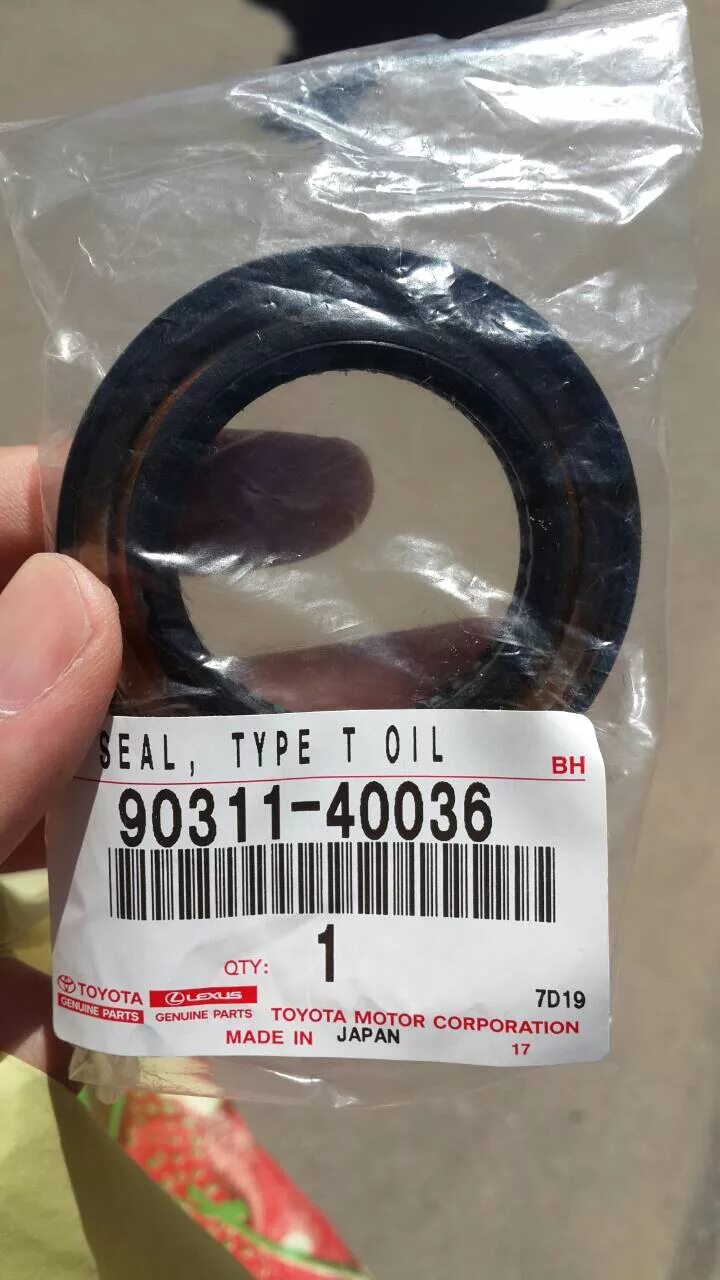 SEAL, TYPE T OIL
BH
90311-40036
QTY: 1
7D19
TOYOTA
GENUINE PARTS
LEXUS
GENUINE PARTS
TOYOTA MOTOR CORPORATION
MADE IN JAPAN
17